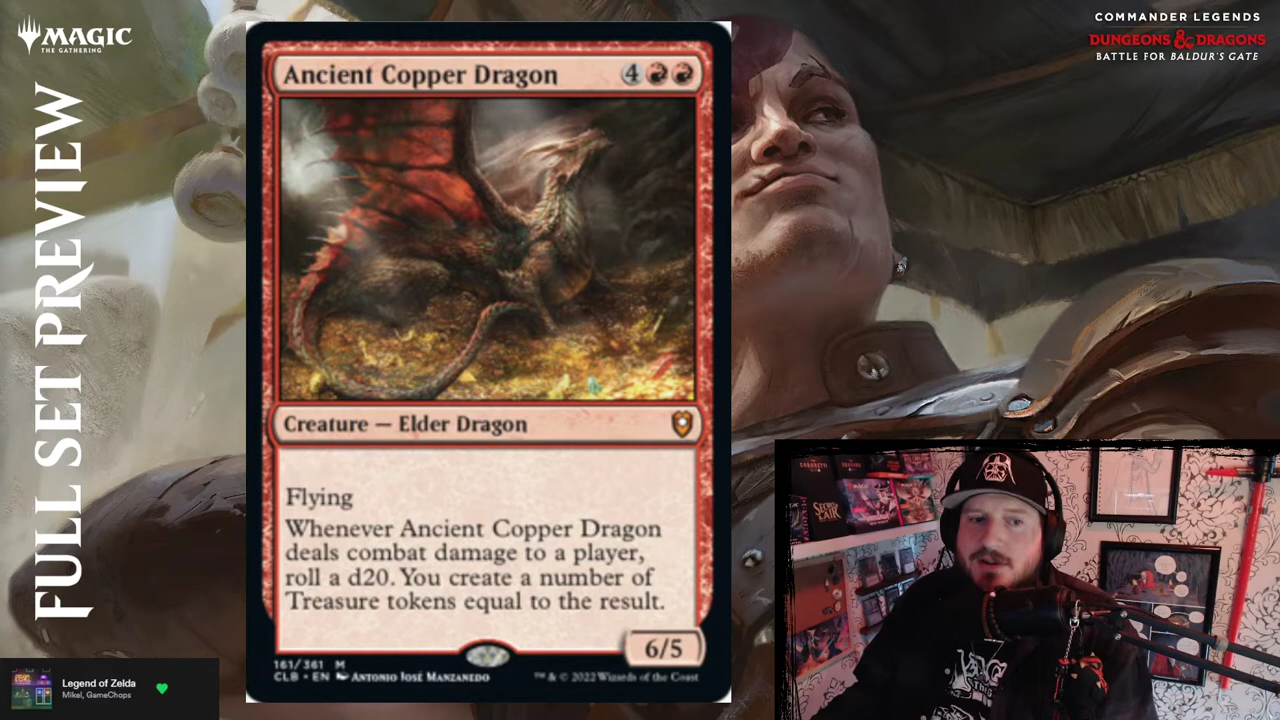 MAGIC
THE GATHERING
FULL SET PREVIEW
COMMANDER LEGENDS
DUNGEONS & DRAGONS
BATTLE FOR BALDUR'S GATE
Ancient Copper Dragon 4
Creature — Elder Dragon
Flying
Whenever Ancient Copper Dragon
deals combat damage to a player,
roll a d20. You create a number of
Treasure tokens equal to the result.
6/5
161/361 M
CLB • EN Antonio José Manzanedo
™ & © 2022 Wizards of the Coast
Legend of Zelda
Mikel, GameChops
SECRET
LAIR